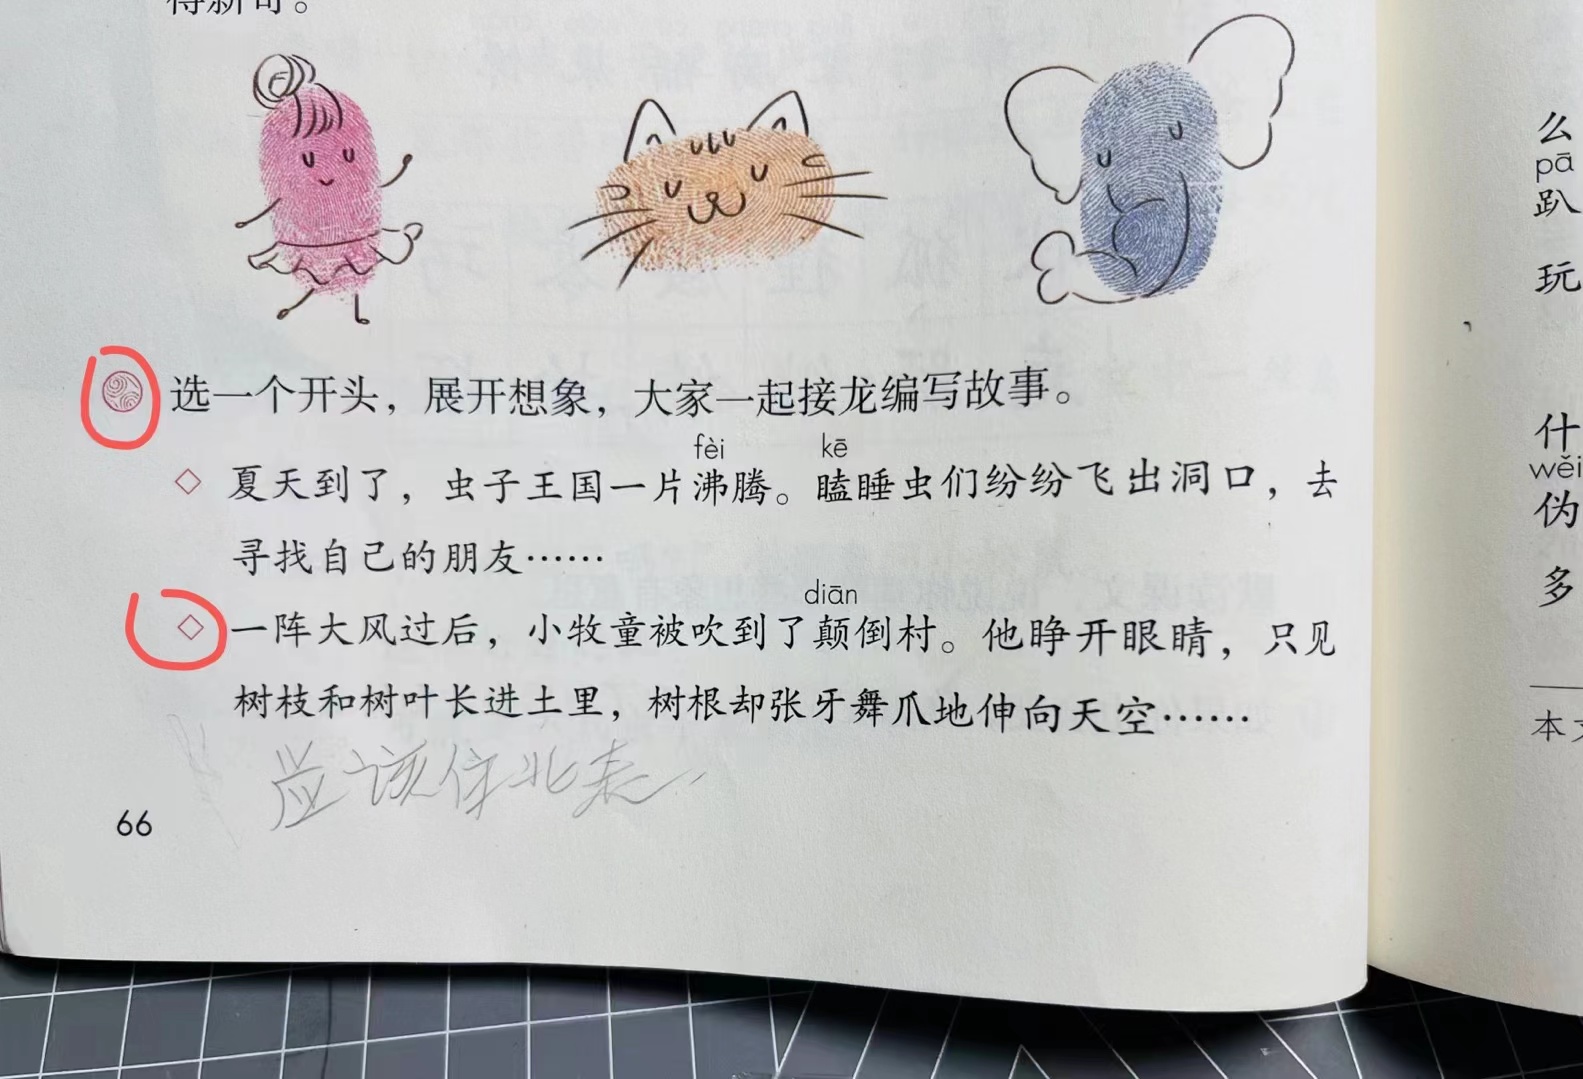 待新奇。
选一个开头，展开想象，大家一起接龙编写故事。
fèi kē
◇ 夏天到了，虫子王国一片沸腾。瞌睡虫们纷纷飞出洞口，去
寻找自己的朋友……
diān
◇ 一阵大风过后，小牧童被吹到了颠倒村。他睁开眼睛，只见
树枝和树叶长进土里，树根却张牙舞爪地伸向天空……
应该
66
么
pā
趴
玩
什
wěi
伪
多
本